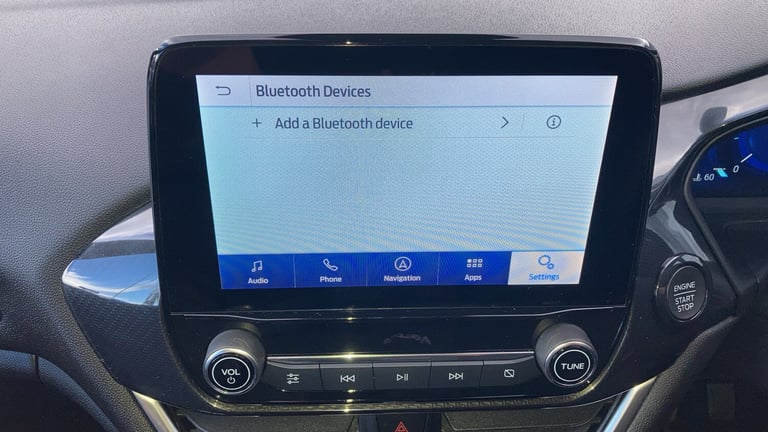 Bluetooth Devices
+ Add a Bluetooth device >
Audio Phone Navigation Apps Settings
60 0
ENGINE
START
STOP
VOL
TUNE